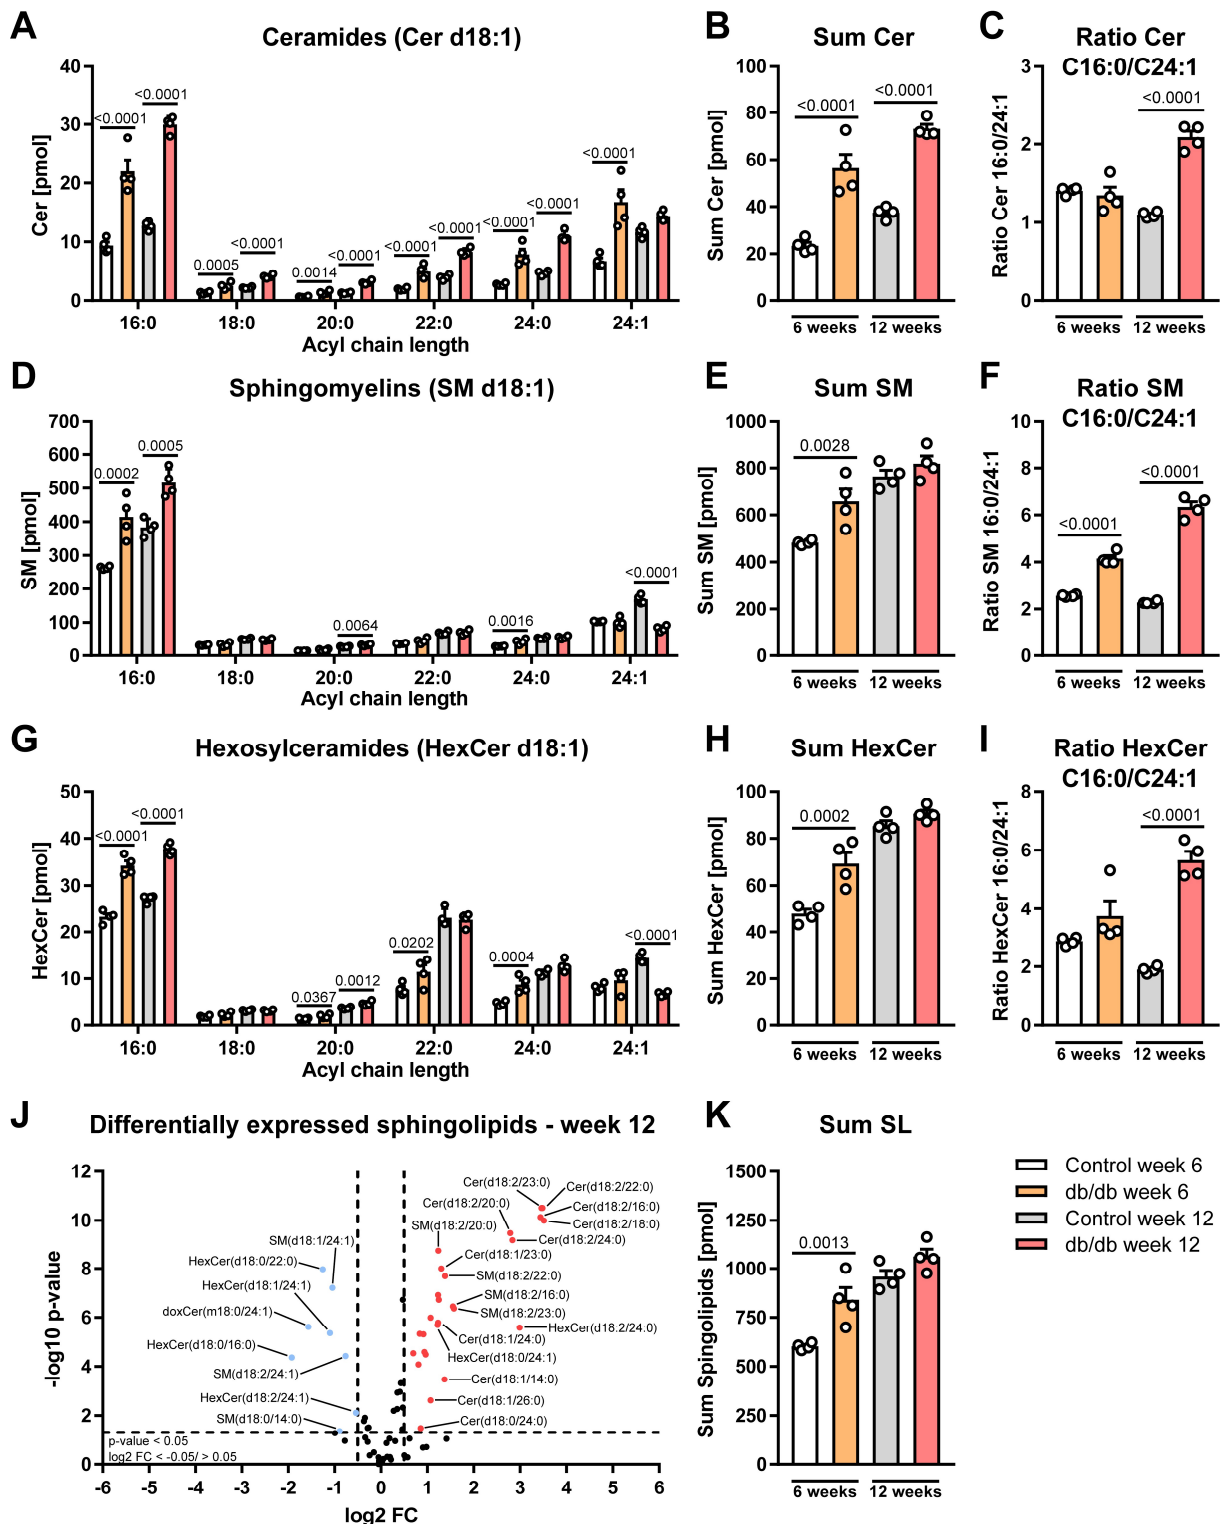 A
Ceramides (Cer d18:1)
Cer [pmol]
40
30
20
10
0
<0.0001
<0.0001
0.0005
<0.0001
0.0014
<0.0001
<0.0001
<0.0001
<0.0001
<0.0001
<0.0001
16:0
18:0
20:0
22:0
24:0
24:1
Acyl chain length
B
Sum Cer
Sum Cer [pmol]
100
80
60
40
20
0
<0.0001
<0.0001
6 weeks
12 weeks
C
Ratio Cer
C16:0/C24:1
Ratio Cer 16:0/24:1
3
2
1
0
<0.0001
6 weeks
12 weeks
D
Sphingomyelins (SM d18:1)
SM [pmol]
700
600
500
400
300
200
100
0
0.0002
0.0005
0.0064
0.0016
<0.0001
16:0
18:0
20:0
22:0
24:0
24:1
Acyl chain length
E
Sum SM
Sum SM [pmol]
1000
800
600
400
200
0
0.0028
6 weeks
12 weeks
F
Ratio SM
C16:0/C24:1
Ratio SM 16:0/24:1
10
8
6
4
2
0
<0.0001
<0.0001
6 weeks
12 weeks
G
Hexosylceramides (HexCer d18:1)
HexCer [pmol]
50
40
30
20
10
0
<0.0001
<0.0001
0.0367
0.0012
0.0202
0.0004
<0.0001
16:0
18:0
20:0
22:0
24:0
24:1
Acyl chain length
H
Sum HexCer
Sum HexCer [pmol]
100
80
60
40
20
0
0.0002
6 weeks
12 weeks
I
Ratio HexCer
C16:0/C24:1
Ratio HexCer 16:0/24:1
8
6
4
2
0
<0.0001
6 weeks
12 weeks
J
Differentially expressed sphingolipids - week 12
-log10 p-value
12
10
8
6
4
2
0
Cer(d18:2/23:0)
Cer(d18:2/22:0)
Cer(d18:2/20:0)
Cer(d18:2/16:0)
SM(d18:2/20:0)
Cer(d18:2/18:0)
SM(d18:1/24:1)
Cer(d18:2/24:0)
HexCer(d18:0/22:0)
Cer(d18:1/23:0)
HexCer(d18:1/24:1)
SM(d18:2/22:0)
SM(d18:2/16:0)
doxCer(m18:0/24:1)
SM(d18:2/23:0)
HexCer(d18:2/24:0)
HexCer(d18:0/16:0)
Cer(d18:1/24:0)
HexCer(d18:0/24:1)
SM(d18:2/24:1)
Cer(d18:1/14:0)
HexCer(d18:2/24:1)
Cer(d18:1/26:0)
SM(d18:0/14:0)
Cer(d18:0/24:0)
p-value < 0.05
log2 FC < -0.05/ > 0.05
-6
-5
-4
-3
-2
-1
0
1
2
3
4
5
6
log2 FC
K
Sum SL
Sum Spingolipids [pmol]
1500
1250
1000
750
500
250
0
0.0013
6 weeks
12 weeks
Control week 6
db/db week 6
Control week 12
db/db week 12